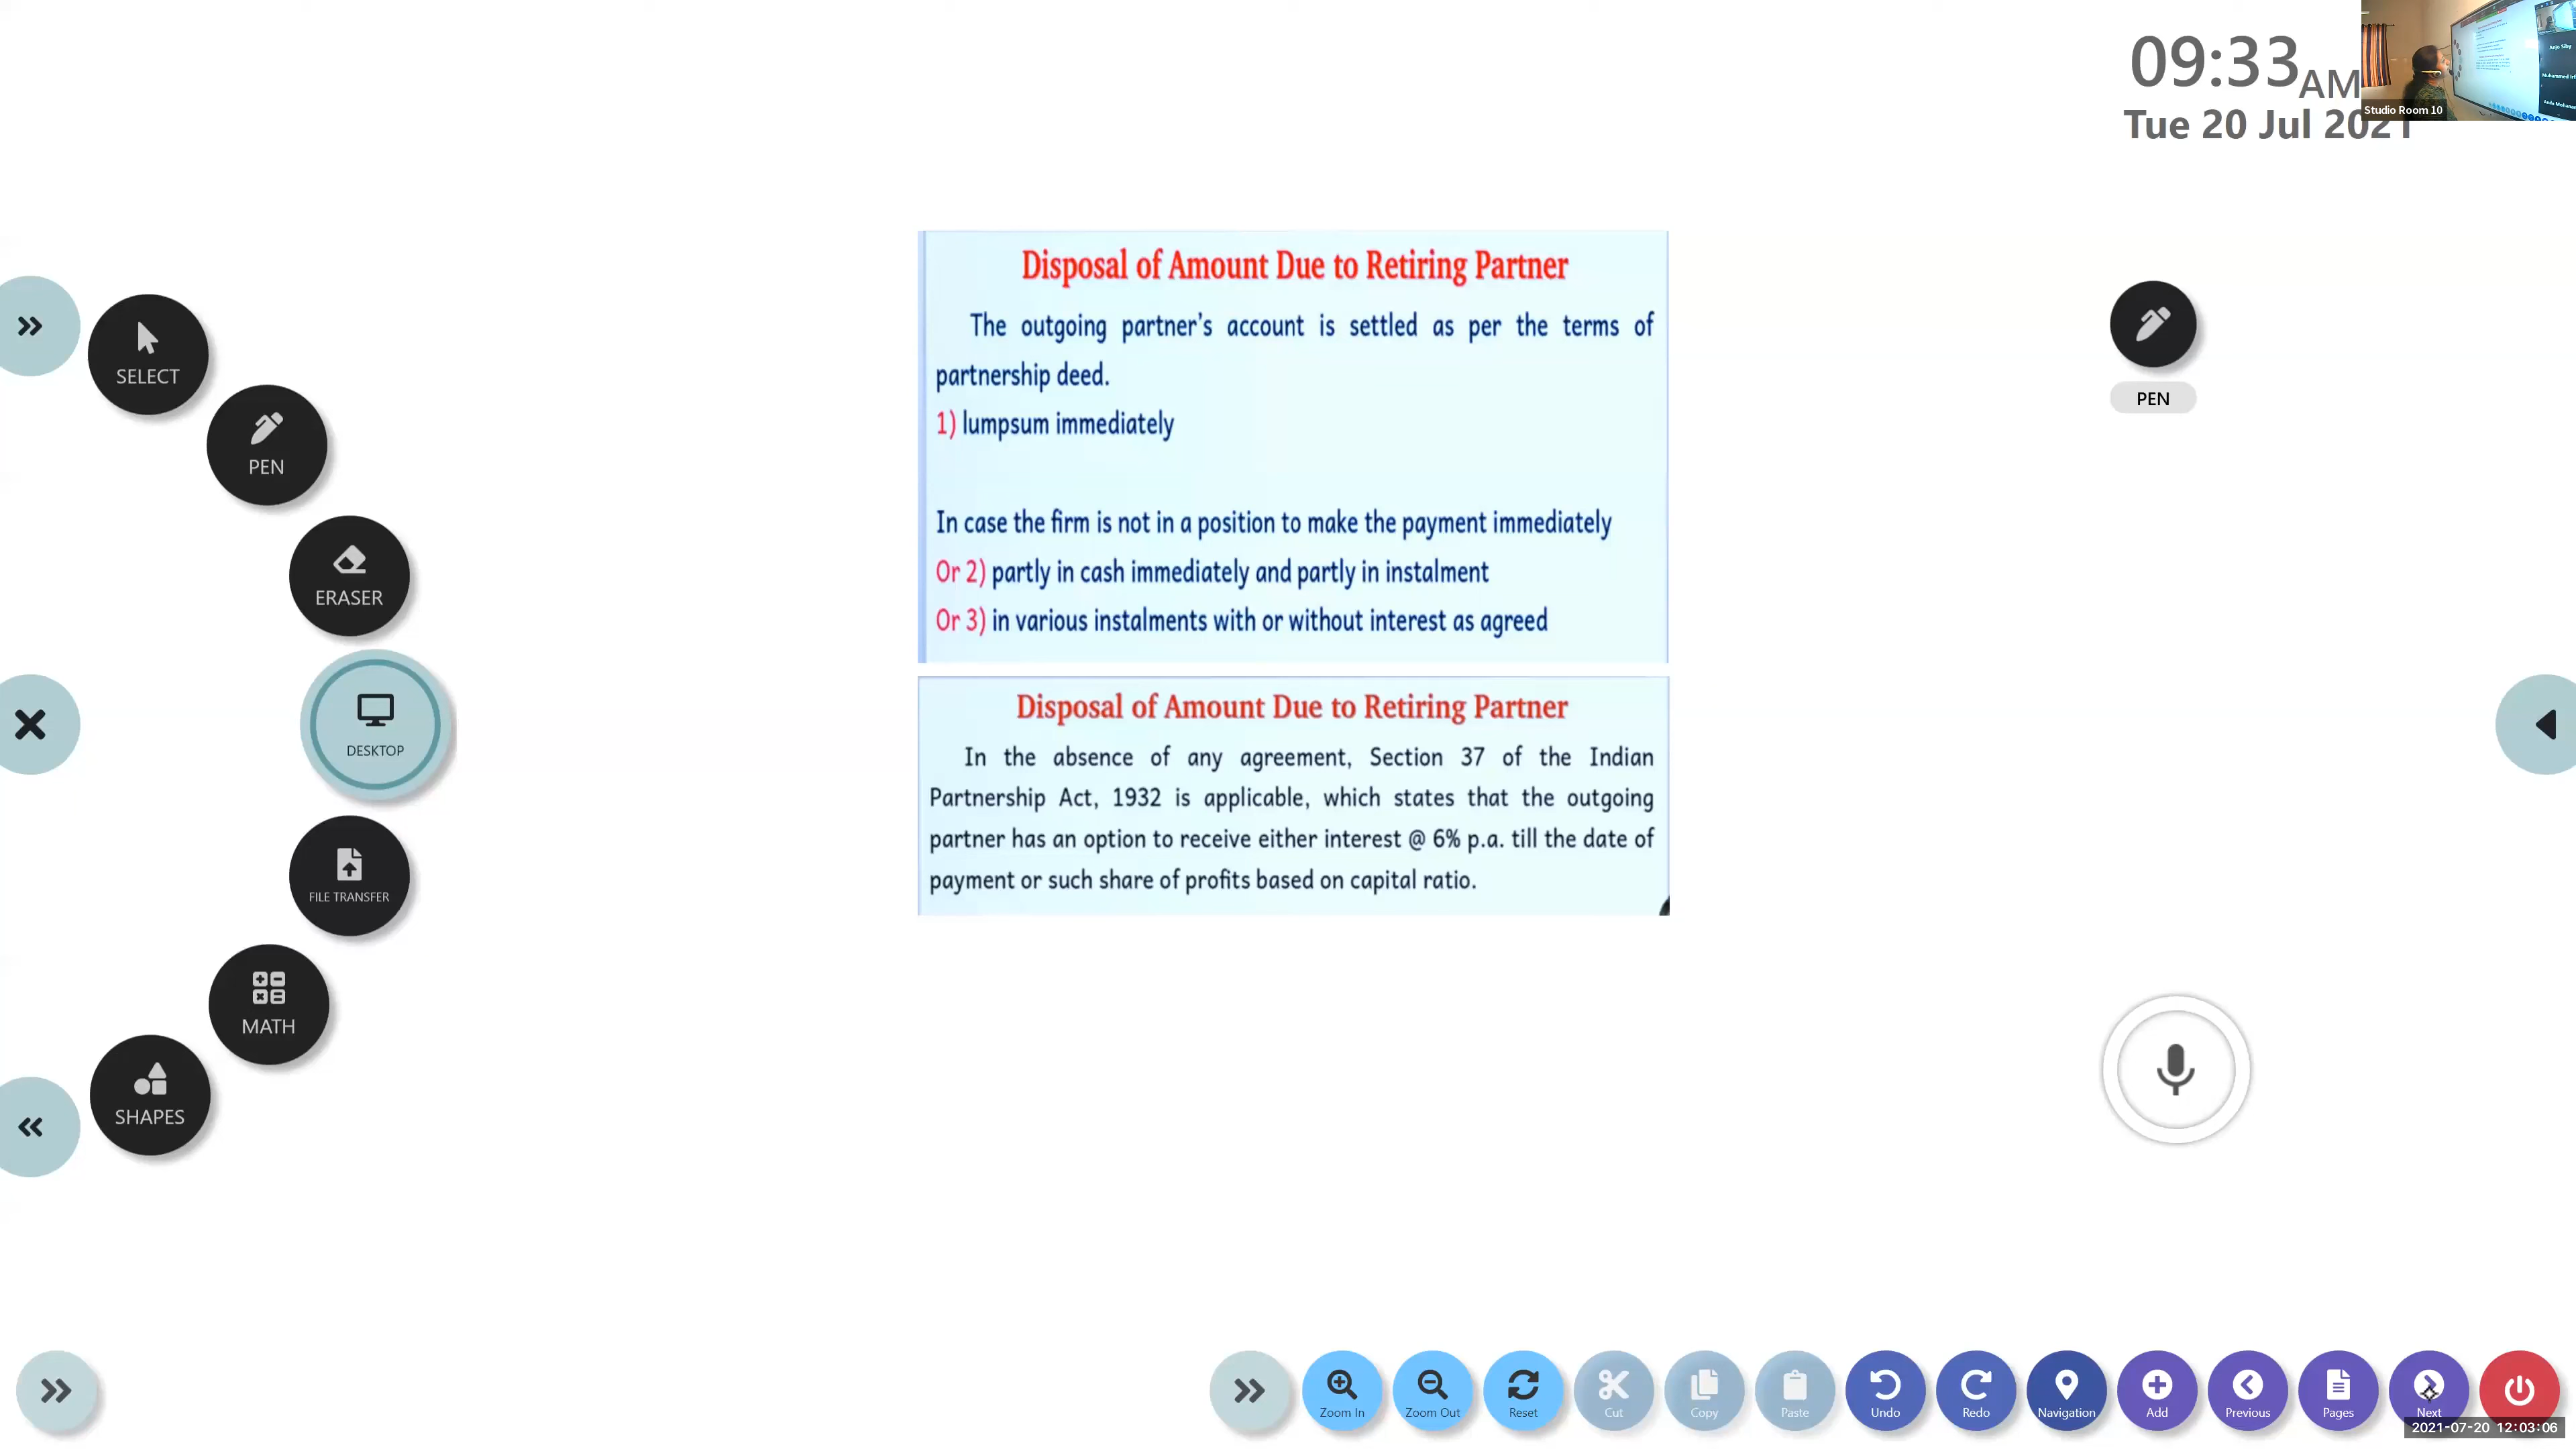 09:33 AM
Tue 20 Jul 2021
Studio Room 10
Anjo Siby
Disposal of Amount Due to Retiring Partner
The outgoing partner’s account is settled as per the terms of
partnership deed.
1) lumpsum immediately
In case the firm is not in a position to make the payment immediately
Or 2) partly in cash immediately and partly in instalment
Or 3) in various instalments with or without interest as agreed
Disposal of Amount Due to Retiring Partner
In the absence of any agreement, Section 37 of the Indian
Partnership Act, 1932 is applicable, which states that the outgoing
partner has an option to receive either interest @ 6% p.a. till the date of
payment or such share of profits based on capital ratio.
SELECT
PEN
ERASER
DESKTOP
FILE TRANSFER
MATH
SHAPES
PEN
Zoom In
Zoom Out
Reset
Cut
Copy
Paste
Undo
Redo
Navigation
Add
Previous
Pages
Next
2021-07-20 12:03:06